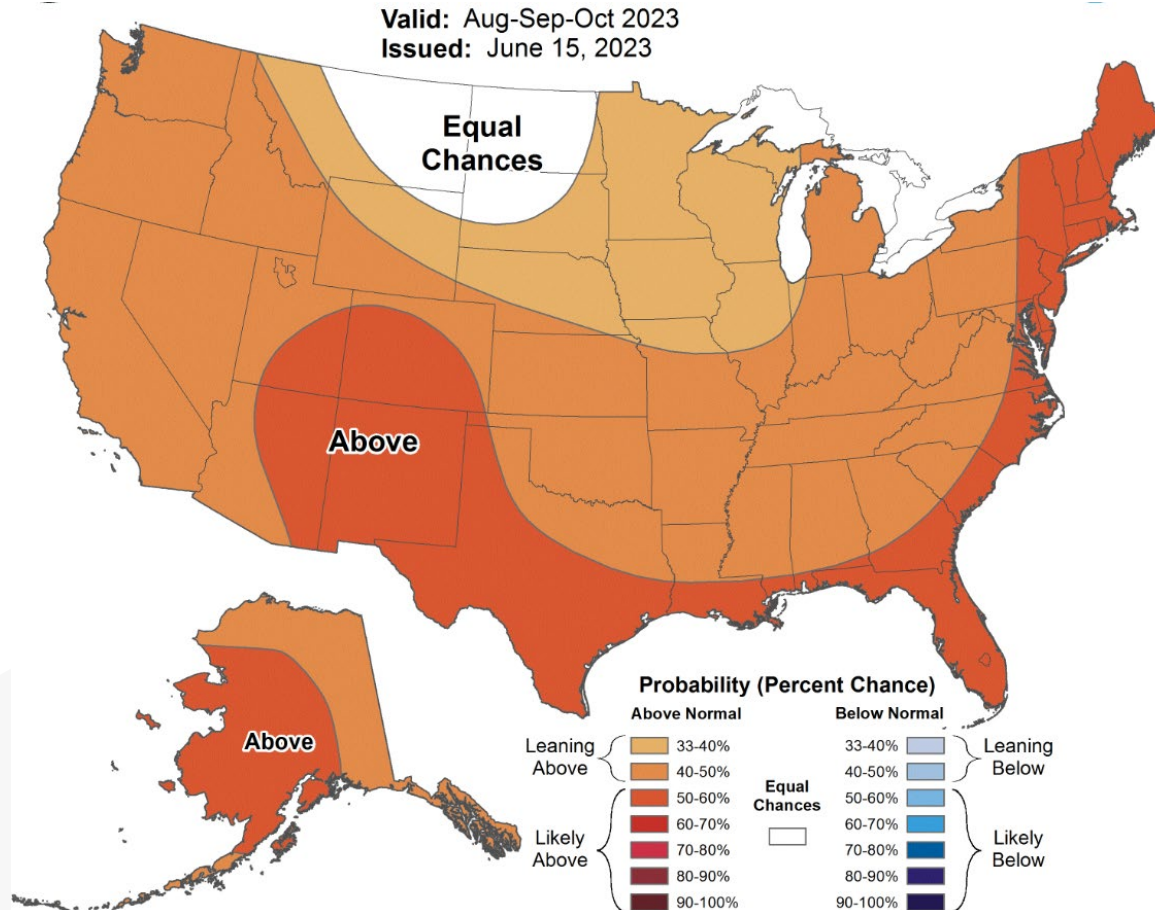 Valid: Aug-Sep-Oct 2023
Issued: June 15, 2023
Equal
Chances
Above
Above
Probability (Percent Chance)
Above Normal
Below Normal
Leaning
Above
33-40%
40-50%
Likely
Above
50-60%
60-70%
70-80%
80-90%
90-100%
Equal
Chances
33-40%
40-50%
Leaning
Below
50-60%
60-70%
70-80%
80-90%
90-100%
Likely
Below